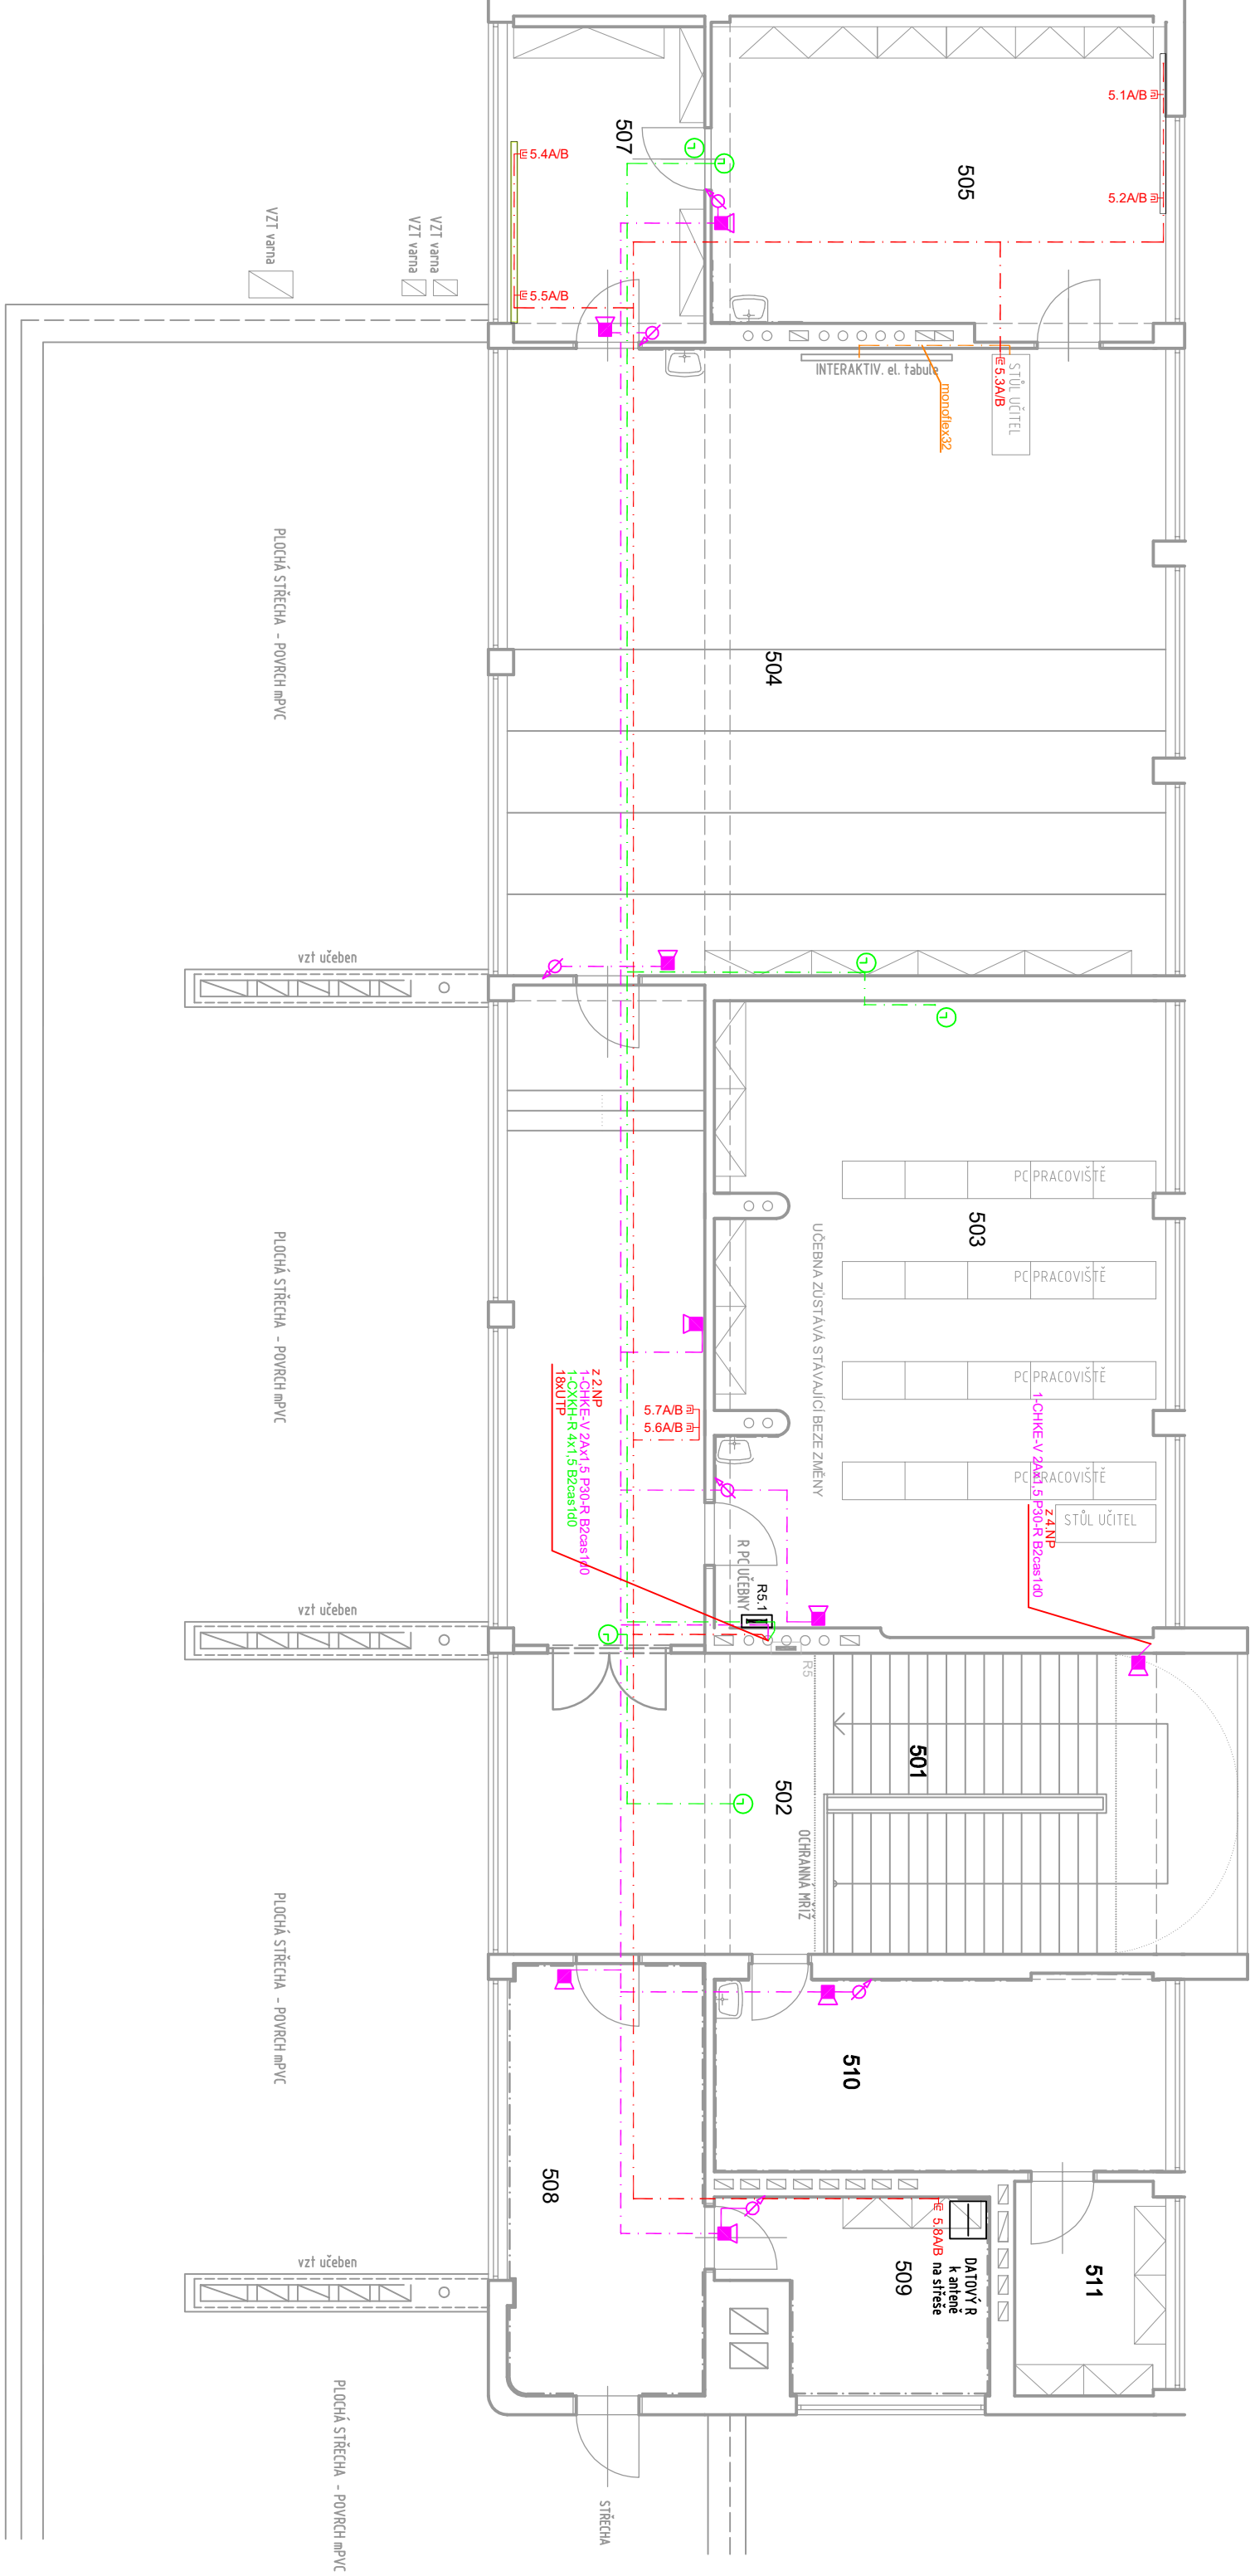 5.1A/B
5.2A/B
505
507
5.4A/B
5.5A/B
VZT varna
VZT varna
VZT varna
INTERAKTIV. el. tabule
monoflex32
5.3A/B
STŮL UČITEL
PLOCHÁ STŘECHA - POVRCH mPVC
504
vzt učeben
PC PRACOVIŠTĚ
503
PC PRACOVIŠTĚ
PC PRACOVIŠTĚ
PC PRACOVIŠTĚ
UČEBNA ZŮSTÁVÁ STÁVAJÍCÍ BEZE ZMĚNY
STŮL UČITEL
z 4.NP
1-CHKE-V 2Ax1,5 P30-R B2cas1d0
PLOCHÁ STŘECHA - POVRCH mPVC
5.7A/B
5.6A/B
z 2.NP
1-CHKE-V 2Ax1,5 P30-R B2cas1d0
1-CXKH-R 4x1,5 B2cas1d0
18xUTP
R PC UČEBNY
R5.1
R5
vzt učeben
501
502
OCHRANNÁ MŘÍŽ
PLOCHÁ STŘECHA - POVRCH mPVC
510
508
5.8A/B
DATOVÝ R
k anteně
na střeše
509
511
vzt učeben
PLOCHÁ STŘECHA - POVRCH mPVC
STŘECHA